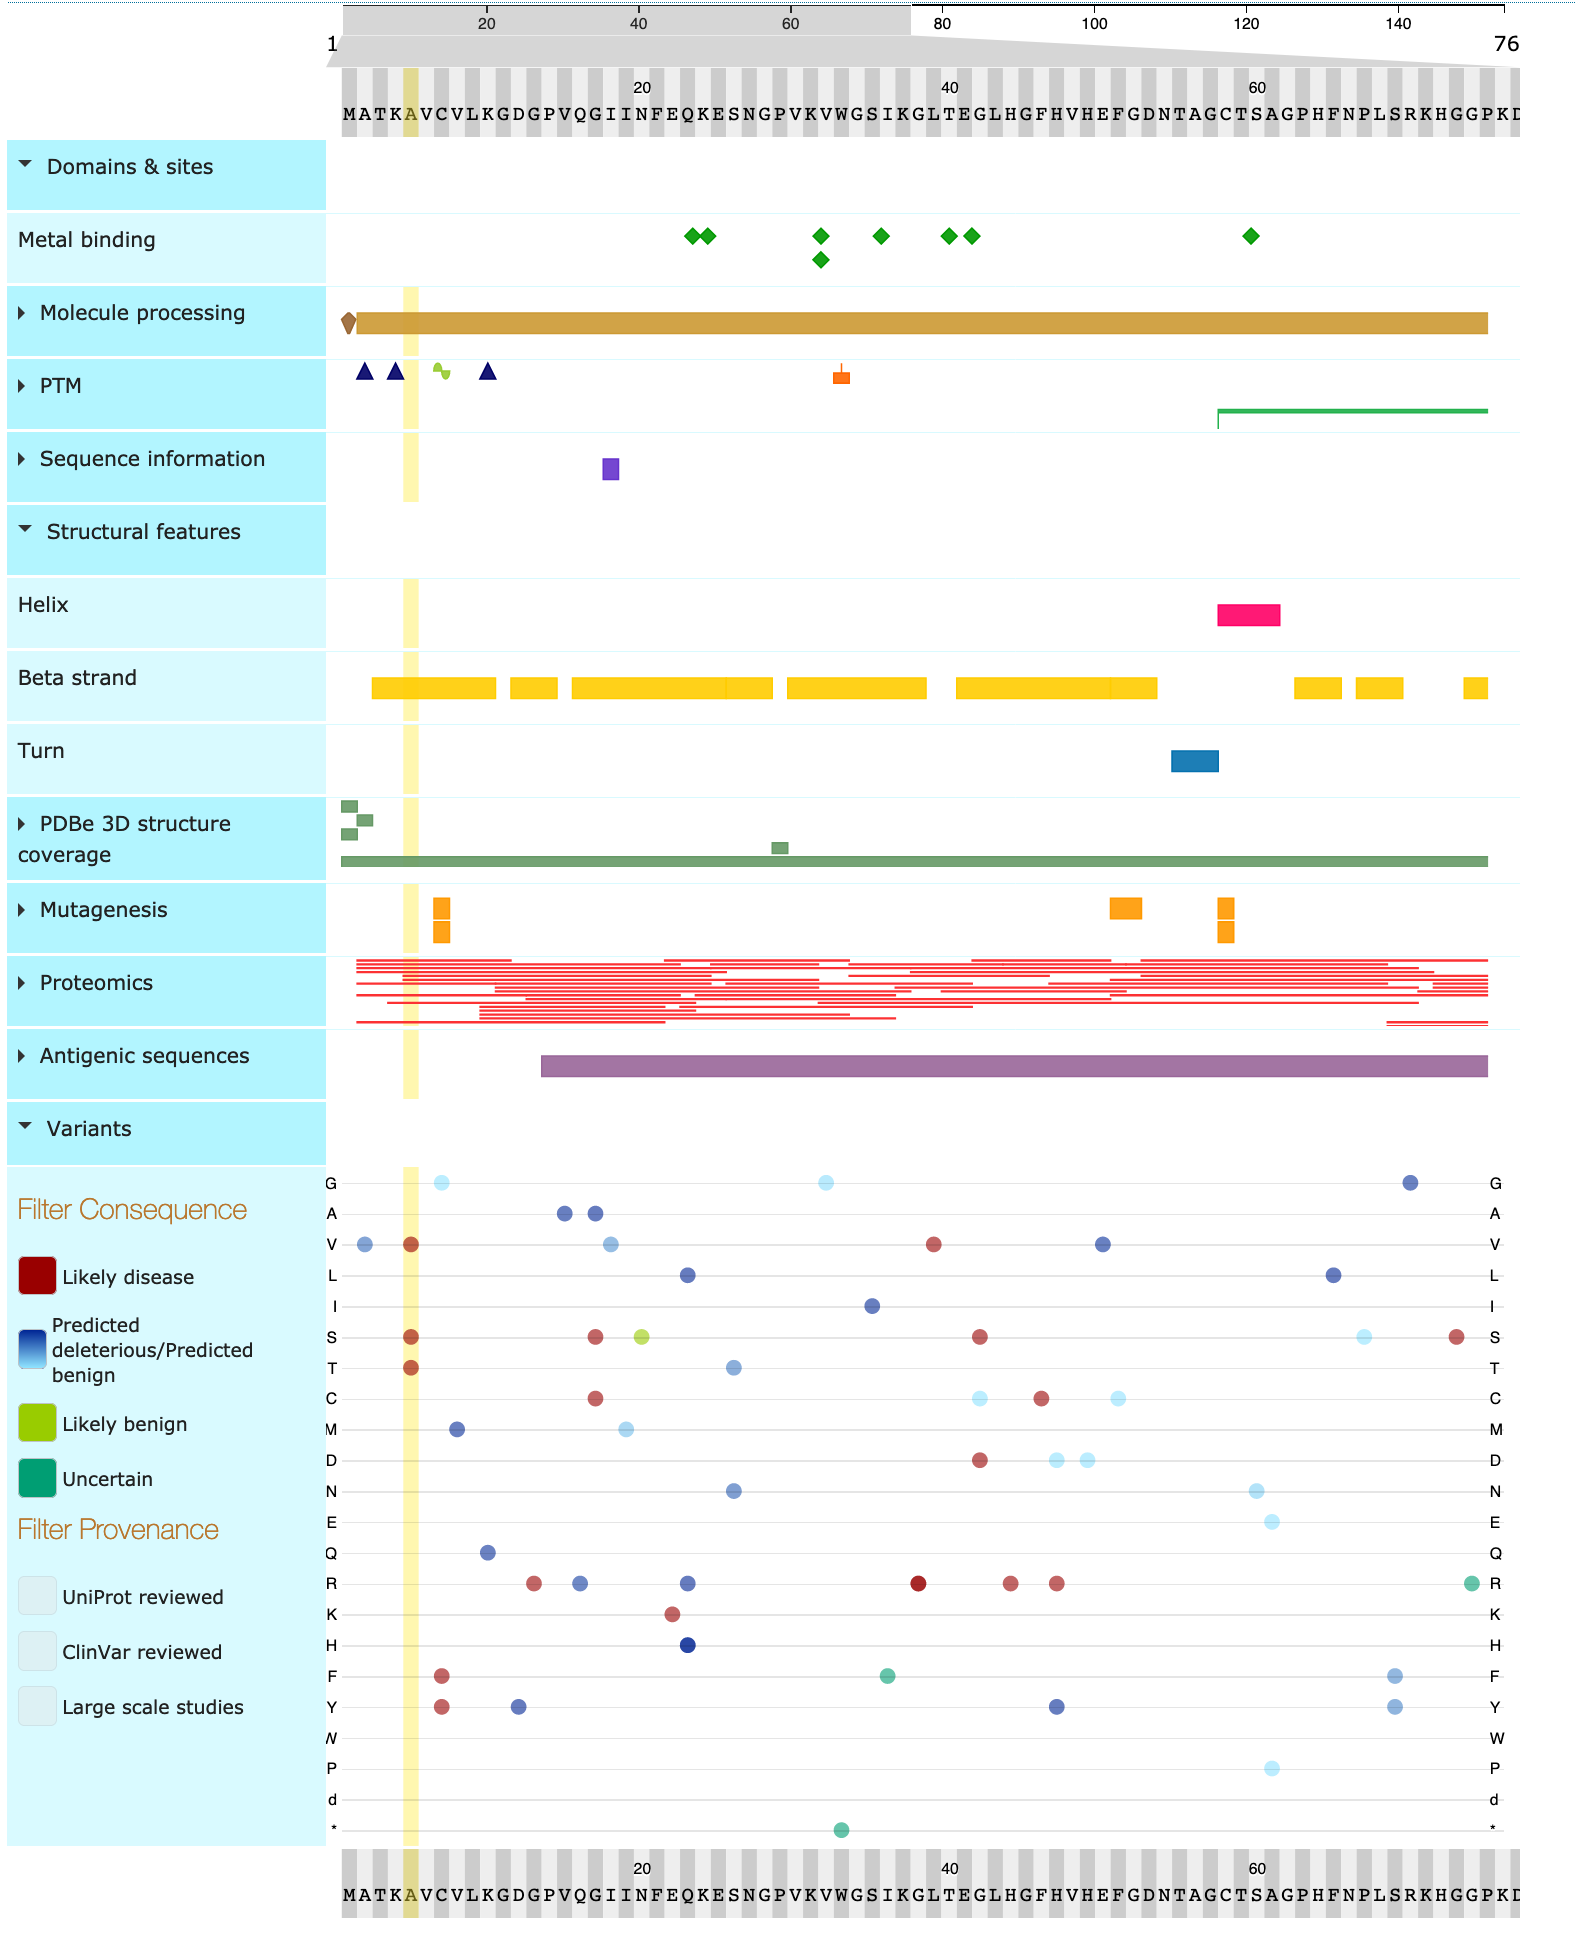 20 40 60 80 100 120 140
1 76
20 40 60
MATKAVCVLKGDGPVQGIINFEQKESNGPVKVWGSIKGLTEGLHGFHVHEFGDNTAGCTSAGPHFNPLSRKHGGPKD
Domains & sites
Metal binding
Molecule processing
PTM
Sequence information
Structural features
Helix
Beta strand
Turn
PDBe 3D structure
coverage
Mutagenesis
Proteomics
Antigenic sequences
Variants
Filter Consequence
Likely disease
Predicted
deleterious/Predicted
benign
Likely benign
Uncertain
Filter Provenance
UniProt reviewed
ClinVar reviewed
Large scale studies
G G
A A
V V
L L
I I
S S
T T
C C
M M
D D
N N
E E
Q Q
R R
K K
H H
F F
Y Y
W W
P P
d d
* *
20 40 60
MATKAVCVLKGDGPVQGIINFEQKESNGPVKVWGSIKGLTEGLHGFHVHEFGDNTAGCTSAGPHFNPLSRKHGGPKD